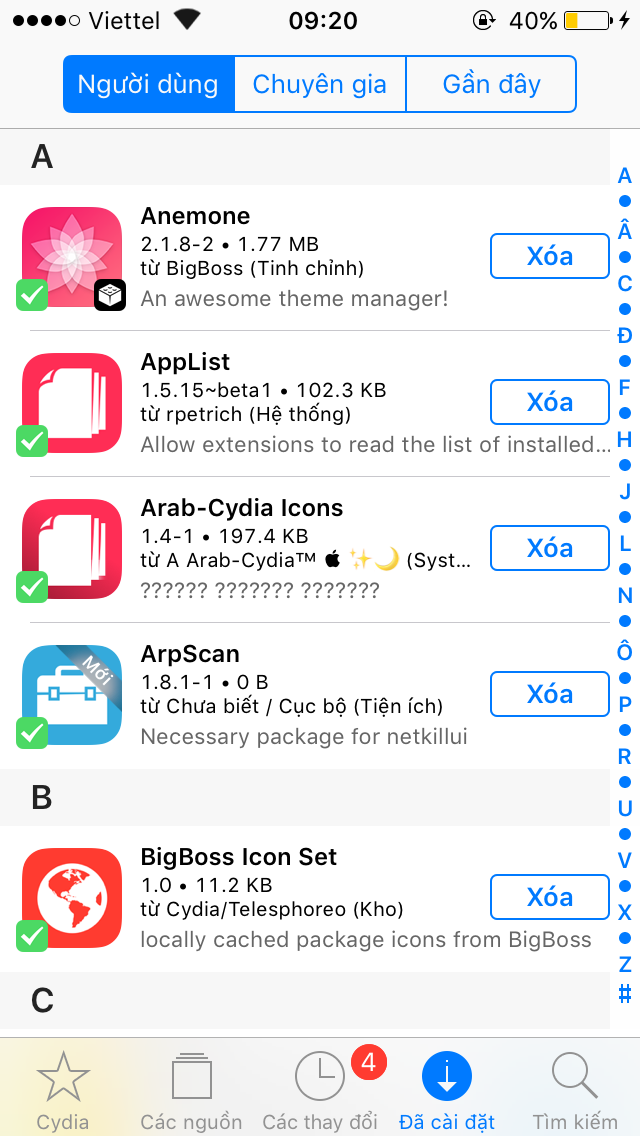 Viettel 09:20 40%
Người dùng Chuyên gia Gần đây
A
Anemone
2.1.8-2 • 1.77 MB
từ BigBoss (Tinh chỉnh)
An awesome theme manager!
Xóa
AppList
1.5.15~beta1 • 102.3 KB
từ rpetrich (Hệ thống)
Allow extensions to read the list of installed...
Xóa
Arab-Cydia Icons
1.4-1 • 197.4 KB
từ A Arab-Cydia™  ✨🌙 (Syst...
?????? ??????? ???????
Xóa
Mới
ArpScan
1.8.1-1 • 0 B
từ Chưa biết / Cục bộ (Tiện ích)
Necessary package for netkillui
Xóa
B
BigBoss Icon Set
1.0 • 11.2 KB
từ Cydia/Telesphoreo (Kho)
locally cached package icons from BigBoss
Xóa
C
A
Â
C
Đ
F
H
J
L
N
Ô
P
R
U
V
X
Z
#
4
Cydia Các nguồn Các thay đổi Đã cài đặt Tìm kiếm